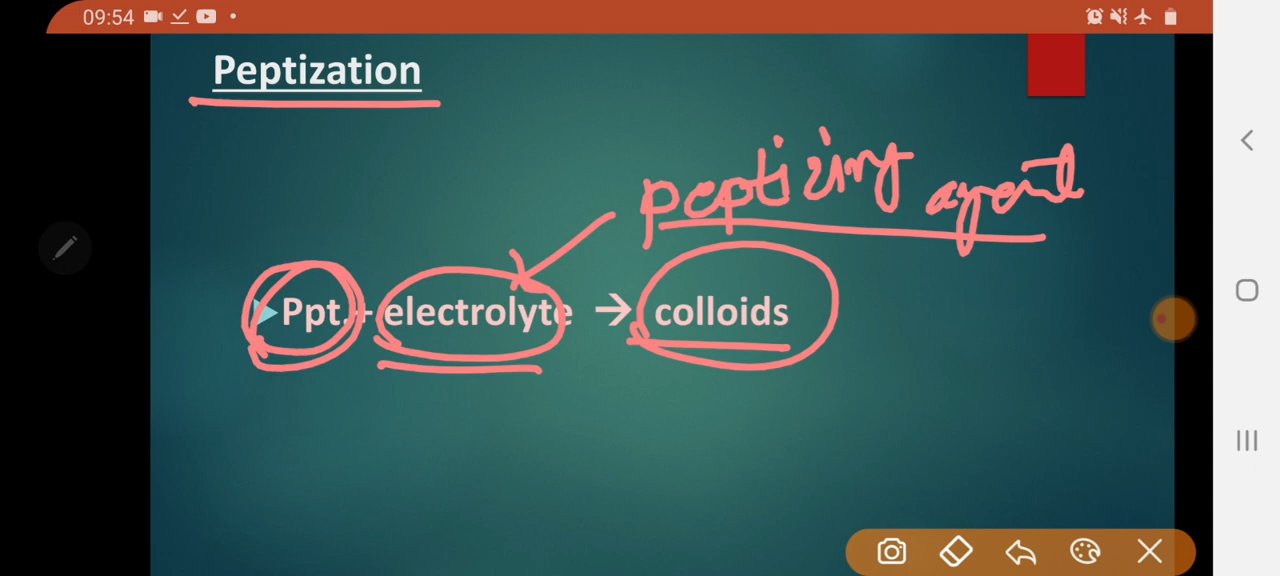 09:54
Peptization
peptizing agent
Ppt. + electrolyte → colloids